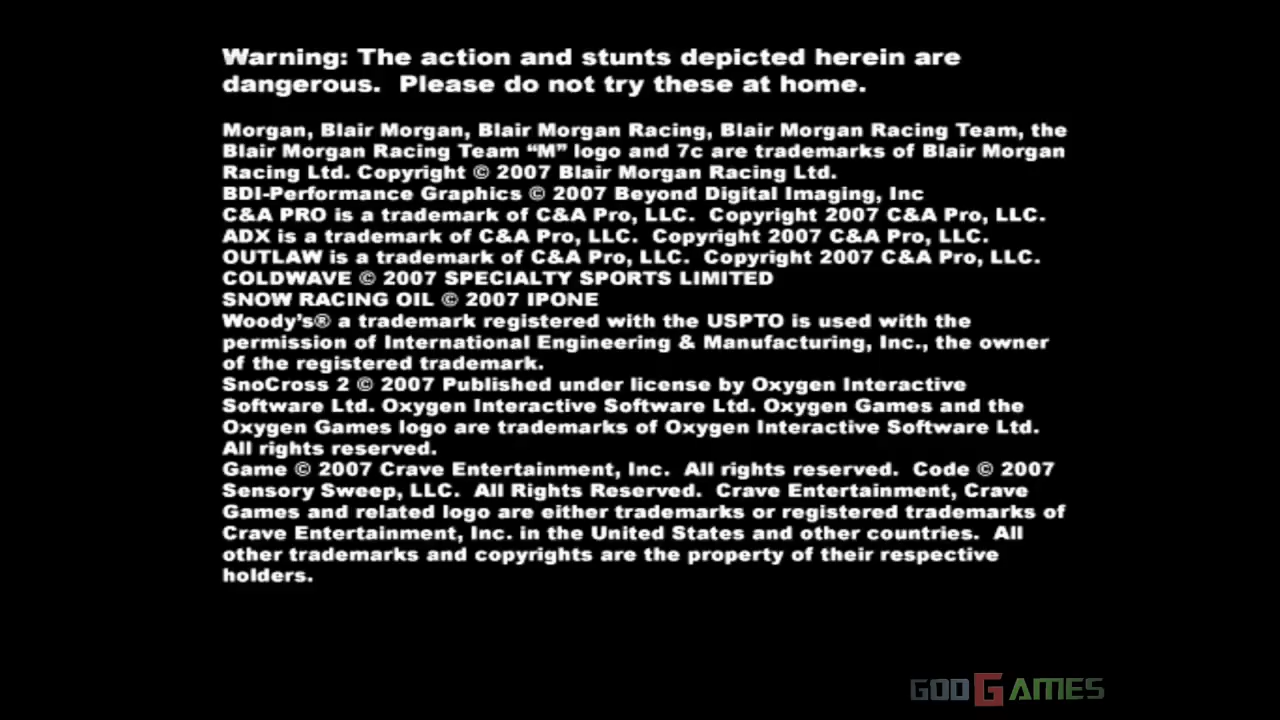 Warning: The action and stunts depicted herein are
dangerous.  Please do not try these at home.
Morgan, Blair Morgan, Blair Morgan Racing, Blair Morgan Racing Team, the
Blair Morgan Racing Team “M” logo and 7c are trademarks of Blair Morgan
Racing Ltd. Copyright © 2007 Blair Morgan Racing Ltd.
BDI-Performance Graphics © 2007 Beyond Digital Imaging, Inc
C&A PRO is a trademark of C&A Pro, LLC.  Copyright 2007 C&A Pro, LLC.
ADX is a trademark of C&A Pro, LLC.  Copyright 2007 C&A Pro, LLC.
OUTLAW is a trademark of C&A Pro, LLC.  Copyright 2007 C&A Pro, LLC.
COLDWAVE © 2007 SPECIALTY SPORTS LIMITED
SNOW RACING OIL © 2007 IPONE
Woody’s® a trademark registered with the USPTO is used with the
permission of International Engineering & Manufacturing, Inc., the owner
of the registered trademark.
SnoCross 2 © 2007 Published under license by Oxygen Interactive
Software Ltd. Oxygen Interactive Software Ltd. Oxygen Games and the
Oxygen Games logo are trademarks of Oxygen Interactive Software Ltd.
All rights reserved.
Game © 2007 Crave Entertainment, Inc.  All rights reserved.  Code © 2007
Sensory Sweep, LLC.  All Rights Reserved.  Crave Entertainment, Crave
Games and related logo are either trademarks or registered trademarks of
Crave Entertainment, Inc. in the United States and other countries.  All
other trademarks and copyrights are the property of their respective
holders.
GODGAMES